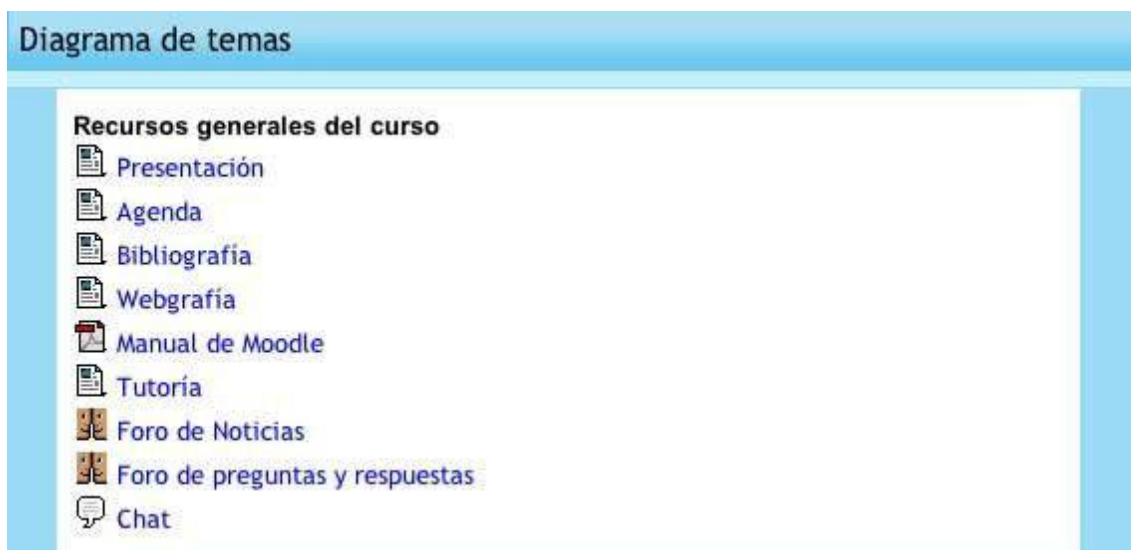 Diagrama de temas
Recursos generales del curso
Presentación
Agenda
Bibliografía
Webgrafía
Manual de Moodle
Tutoría
Foro de Noticias
Foro de preguntas y respuestas
Chat